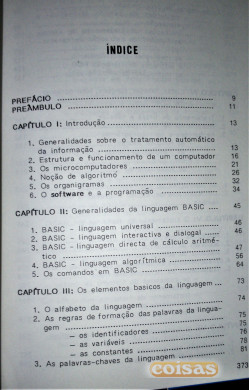 ÍNDICE
PREFÁCIO 9
PREÂMBULO 11
CAPÍTULO I: Introdução 13
1. Generalidades sobre o tratamento automático
da informação 13
2. Estrutura e funcionamento de um computador 16
3. Os microcomputadores 21
4. Noção de algoritmo 26
5. Os organigramas 32
6. O software e a programação 34
CAPÍTULO II: Generalidades da linguagem BASIC 45
1. BASIC - linguagem universal 45
2. BASIC - linguagem interactiva e dialogal 46
3. BASIC - linguagem directa de cálculo aritmé-
tico 47
4. BASIC - linguagem algorítmica 56
5. Os comandos em BASIC 64
CAPÍTULO III: Os elementos basicos da linguagem 73
1. O alfabeto da linguagem 74
2. As regras de formação das palavras da lingua-
gem 75
— os identificadores 75
— as variáveis 76
— as constantes 78
3. As palavras-chaves da linguagem 81
377
coisas